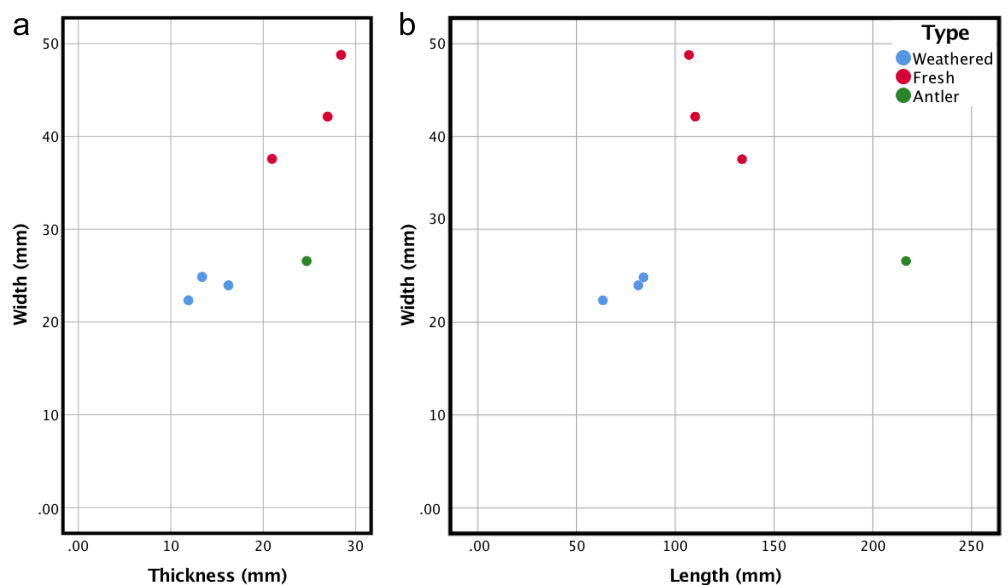 a
50
40
30
20
10
.00
Width (mm)
.00 10 20 30
Thickness (mm)
b
50
40
30
20
10
.00
Width (mm)
.00 50 100 150 200 250
Length (mm)
Type
Weathered
Fresh
Antler